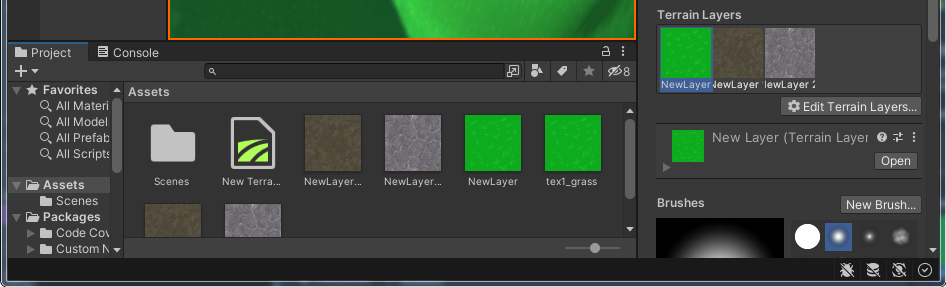 Terrain Layers
NewLayer NewLayer 1 NewLayer 2
Edit Terrain Layers...
New Layer (Terrain Layer
Open
Brushes
New Brush...
Project
Console
8
Favorites
All Materi
All Model
All Prefab
All Scripts
Assets
Scenes
Packages
Code Cov
Custom N
Assets
Scenes
New Terra...
NewLayer...
NewLayer...
NewLayer
tex1_grass